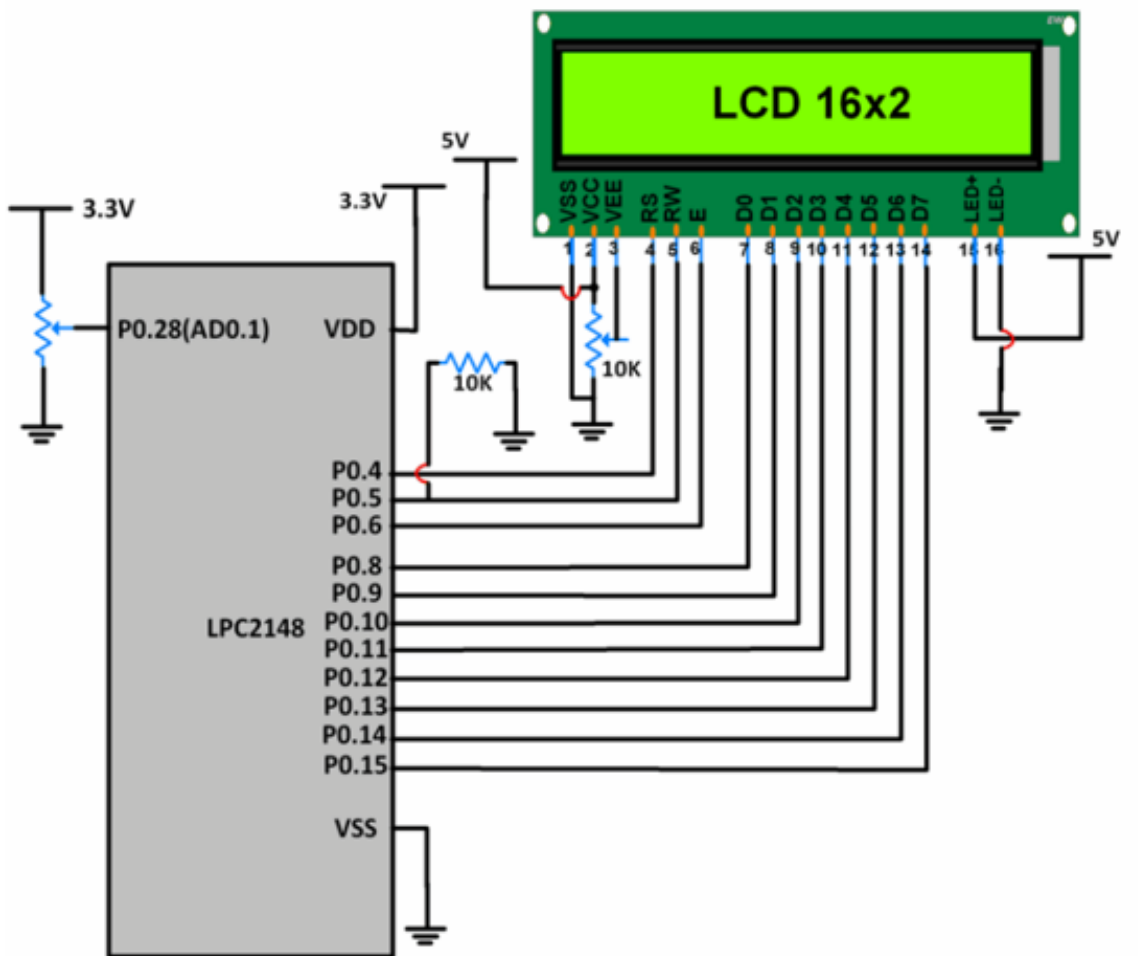 LCD 16x2
5V
3.3V
3.3V
VSS VCC VEE RS RW E D0 D1 D2 D3 D4 D5 D6 D7 LED+ LED-
1 2 3 4 5 6 7 8 9 10 11 12 13 14 15 16
5V
P0.28(AD0.1)
VDD
10K
10K
P0.4
P0.5
P0.6
P0.8
P0.9
P0.10
LPC2148
P0.11
P0.12
P0.13
P0.14
P0.15
VSS